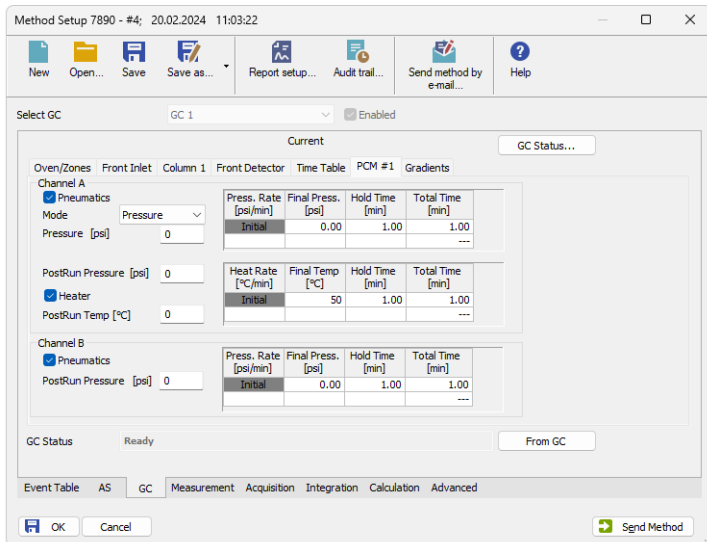 Method Setup 7890 - #4; 20.02.2024 11:03:22
New Open... Save Save as... Report setup... Audit trail... Send method by e-mail... Help
Select GC GC 1 Enabled
Current GC Status...
Oven/Zones Front Inlet Column 1 Front Detector Time Table PCM #1 Gradients
Channel A
Pneumatics
Mode Pressure
Pressure [psi] 0
Press. Rate [psi/min] Final Press. [psi] Hold Time [min] Total Time [min]
Initial 0.00 1.00 1.00
---
PostRun Pressure [psi] 0
Heater
PostRun Temp [°C] 0
Heat Rate [°C/min] Final Temp [°C] Hold Time [min] Total Time [min]
Initial 50 1.00 1.00
---
Channel B
Pneumatics
PostRun Pressure [psi] 0
Press. Rate [psi/min] Final Press. [psi] Hold Time [min] Total Time [min]
Initial 0.00 1.00 1.00
---
GC Status Ready From GC
Event Table AS GC Measurement Acquisition Integration Calculation Advanced
OK Cancel Send Method